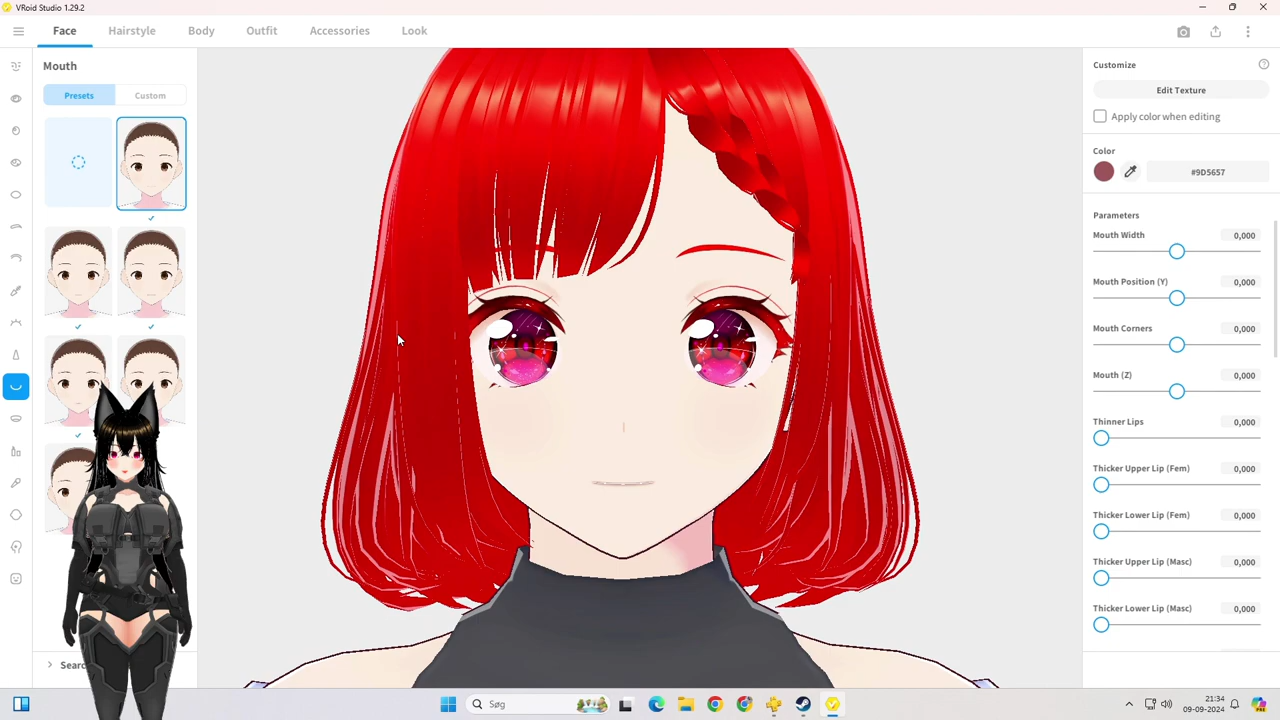 VRoid Studio 1.29.2
Face Hairstyle Body Outfit Accessories Look
Mouth
Presets Custom
Customize
Edit Texture
Apply color when editing
Color
#9D5657
Parameters
Mouth Width 0,000
Mouth Position (Y) 0,000
Mouth Corners 0,000
Mouth (Z) 0,000
Thinner Lips 0,000
Thicker Upper Lip (Fem) 0,000
Thicker Lower Lip (Fem) 0,000
Thicker Upper Lip (Masc) 0,000
Thicker Lower Lip (Masc) 0,000
Søg
21:34
09-09-2024